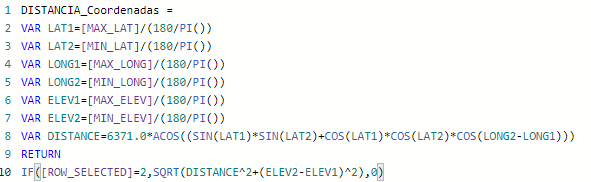 1 DISTANCIA_Coordenadas =
2 VAR LAT1=[MAX_LAT]/(180/PI())
3 VAR LAT2=[MIN_LAT]/(180/PI())
4 VAR LONG1=[MAX_LONG]/(180/PI())
5 VAR LONG2=[MIN_LONG]/(180/PI())
6 VAR ELEV1=[MAX_ELEV]/(180/PI())
7 VAR ELEV2=[MIN_ELEV]/(180/PI())
8 VAR DISTANCE=6371.0*ACOS((SIN(LAT1)*SIN(LAT2)+COS(LAT1)*COS(LAT2)*COS(LONG2-LONG1)))
9 RETURN
10 IF([ROW_SELECTED]=2,SQRT(DISTANCE^2+(ELEV2-ELEV1)^2),0)